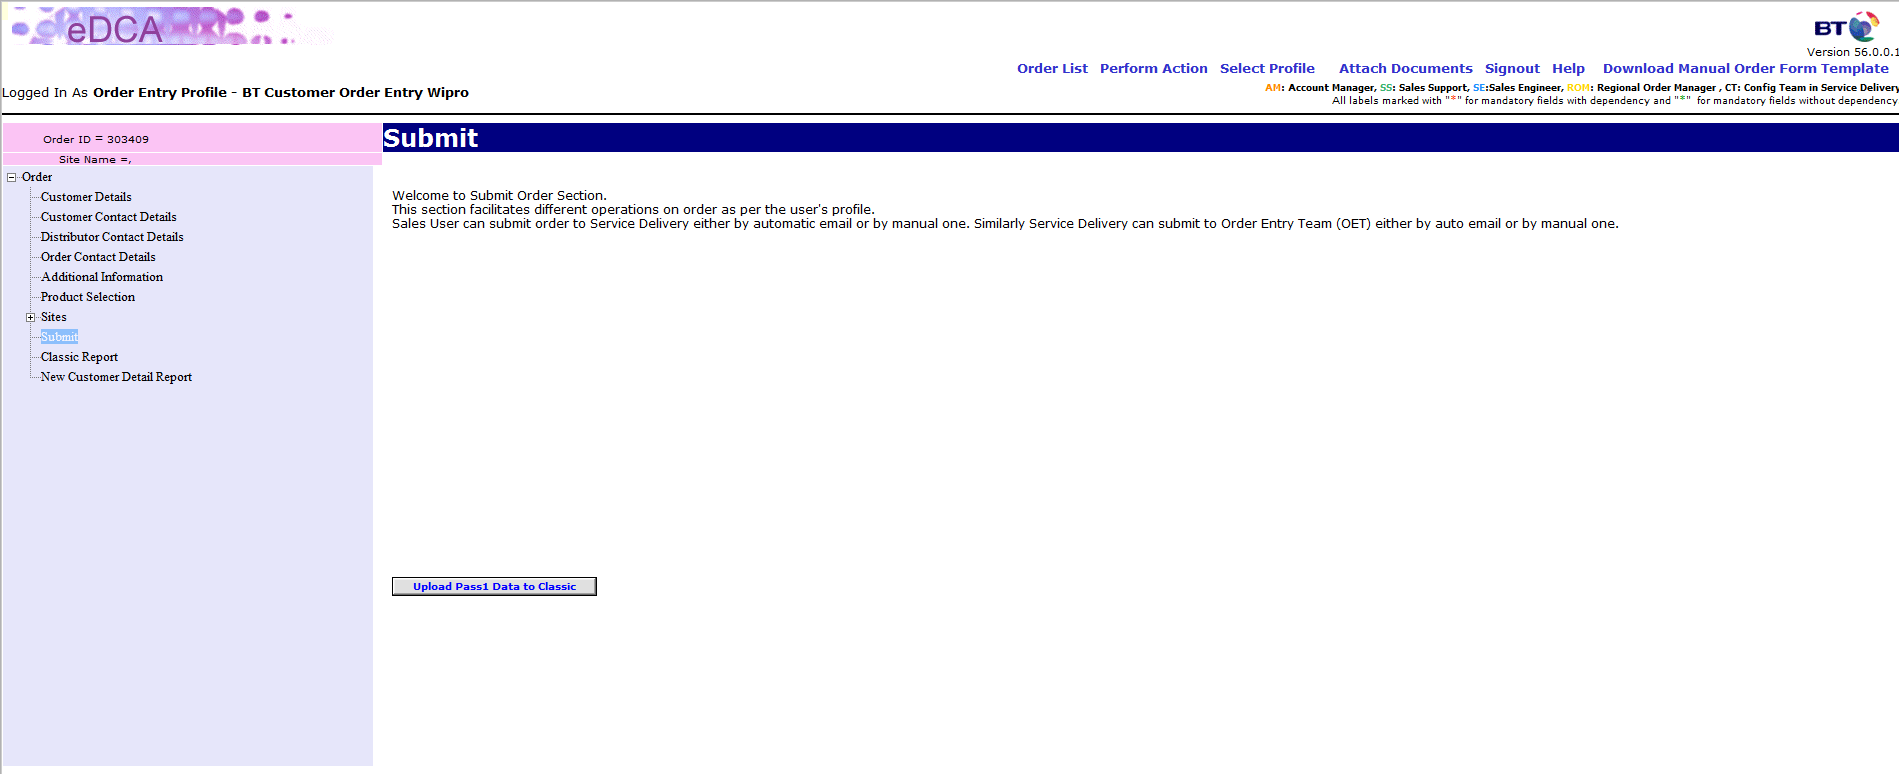 eDCA
BT
Version 56.0.0.1
Order List Perform Action Select Profile Attach Documents Signout Help Download Manual Order Form Template
Logged In As Order Entry Profile - BT Customer Order Entry Wipro
AM: Account Manager, SS: Sales Support, SE:Sales Engineer, ROM: Regional Order Manager , CT: Config Team in Service Delivery
All labels marked with "*" for mandatory fields with dependency and "*" for mandatory fields without dependency
Order ID = 303409
Site Name =,
Submit
Order
Customer Details
Customer Contact Details
Distributor Contact Details
Order Contact Details
Additional Information
Product Selection
Sites
Submit
Classic Report
New Customer Detail Report
Welcome to Submit Order Section.
This section facilitates different operations on order as per the user's profile.
Sales User can submit order to Service Delivery either by automatic email or by manual one. Similarly Service Delivery can submit to Order Entry Team (OET) either by auto email or by manual one.
Upload Pass1 Data to Classic